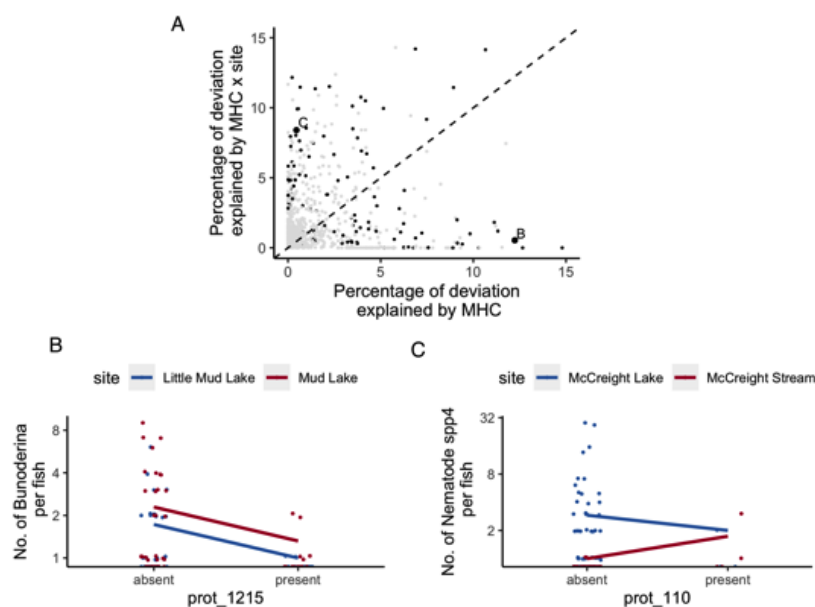 A
Percentage of deviation
explained by MHC x site
15
10
5
0
C
B
0
5
10
15
Percentage of deviation
explained by MHC
B
site
Little Mud Lake
Mud Lake
No. of Bunoderina
per fish
8
4
2
1
absent
present
prot_1215
C
site
McCreight Lake
McCreight Stream
No. of Nematode spp4
per fish
32
8
2
absent
present
prot_110